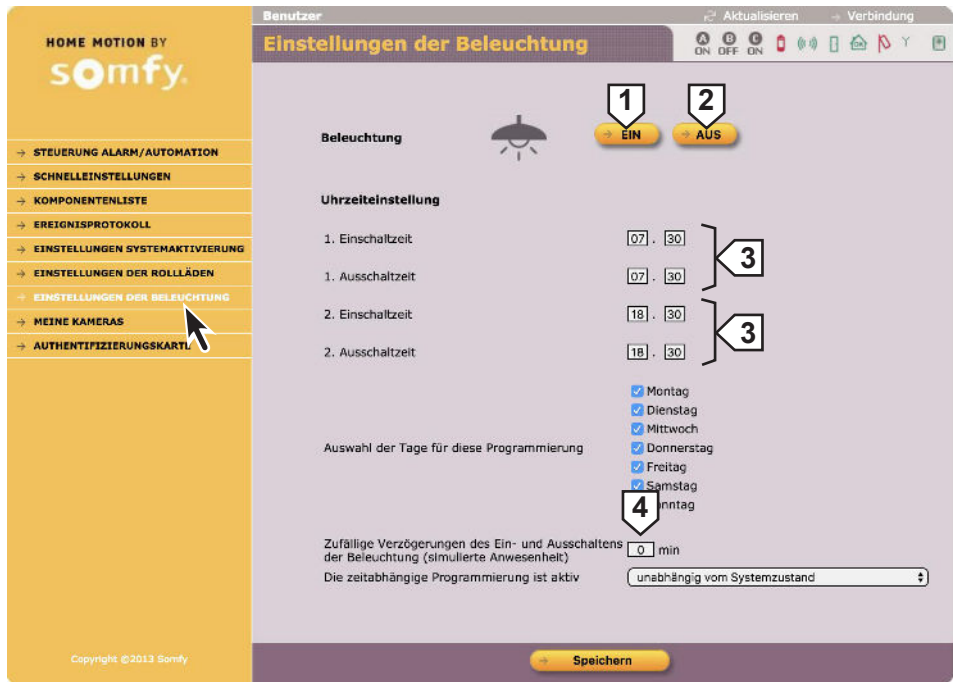 Benutzer
Aktualisieren
Verbindung
HOME MOTION BY
somfy.
Einstellungen der Beleuchtung
A B C
ON OFF ON
STEUERUNG ALARM/AUTOMATION
SCHNELLEINSTELLUNGEN
KOMPONENTENLISTE
EREIGNISPROTOKOLL
EINSTELLUNGEN SYSTEMAKTIVIERUNG
EINSTELLUNGEN DER ROLLLÄDEN
EINSTELLUNGEN DER BELEUCHTUNG
MEINE KAMERAS
AUTHENTIFIZIERUNGSKARTE
1
2
Beleuchtung
EIN
AUS
Uhrzeiteinstellung
1. Einschaltzeit 07 . 30
3
1. Ausschaltzeit 07 . 30
2. Einschaltzeit 18 . 30
3
2. Ausschaltzeit 18 . 30
Montag
Dienstag
Mittwoch
Auswahl der Tage für diese Programmierung
Donnerstag
Freitag
Samstag
4
Zufällige Verzögerungen des Ein- und Ausschaltens
der Beleuchtung (simulierte Anwesenheit)
0 min
Die zeitabhängige Programmierung ist aktiv
unabhängig vom Systemzustand
Copyright ©2013 Somfy
Speichern